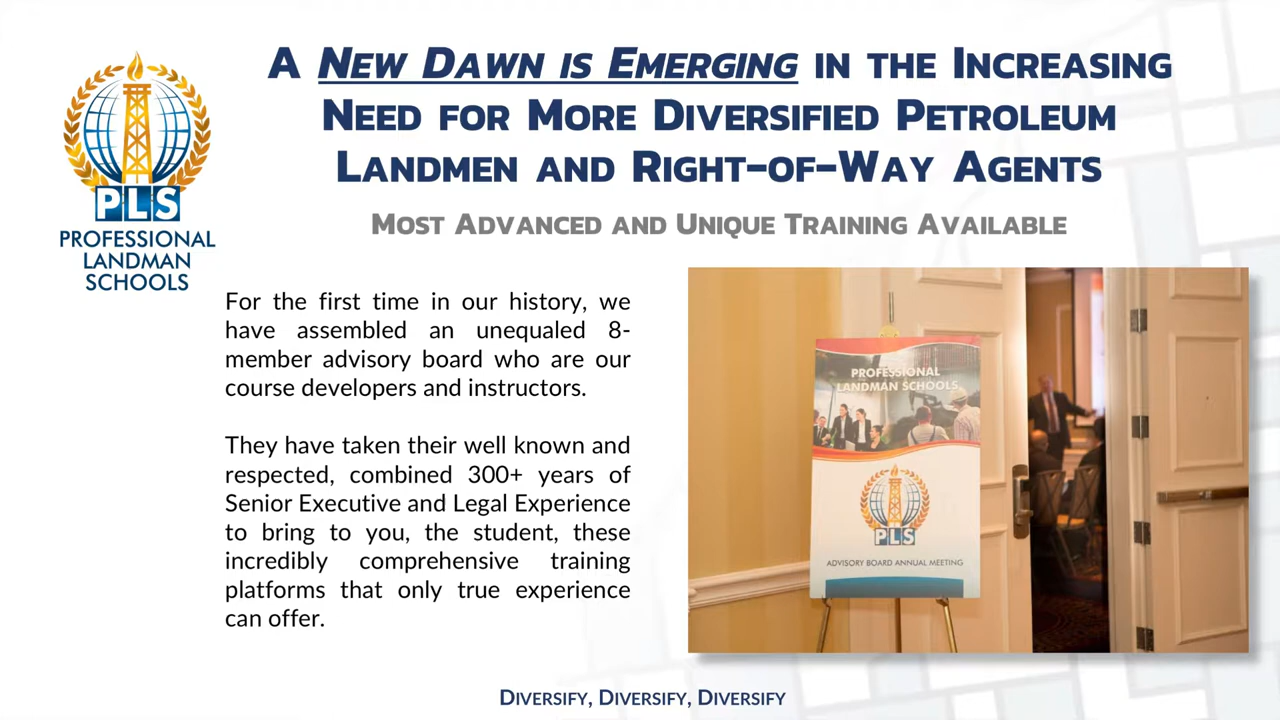 A New Dawn is Emerging in the Increasing
Need for More Diversified Petroleum
Landmen and Right-of-Way Agents
Most Advanced and Unique Training Available
PLS
PROFESSIONAL
LANDMAN
SCHOOLS
For the first time in our history, we
have assembled an unequaled 8-
member advisory board who are our
course developers and instructors.
They have taken their well known and
respected, combined 300+ years of
Senior Executive and Legal Experience
to bring to you, the student, these
incredibly comprehensive training
platforms that only true experience
can offer.
PROFESSIONAL
LANDMAN SCHOOLS
PLS
ADVISORY BOARD ANNUAL MEETING
Diversify, Diversify, Diversify